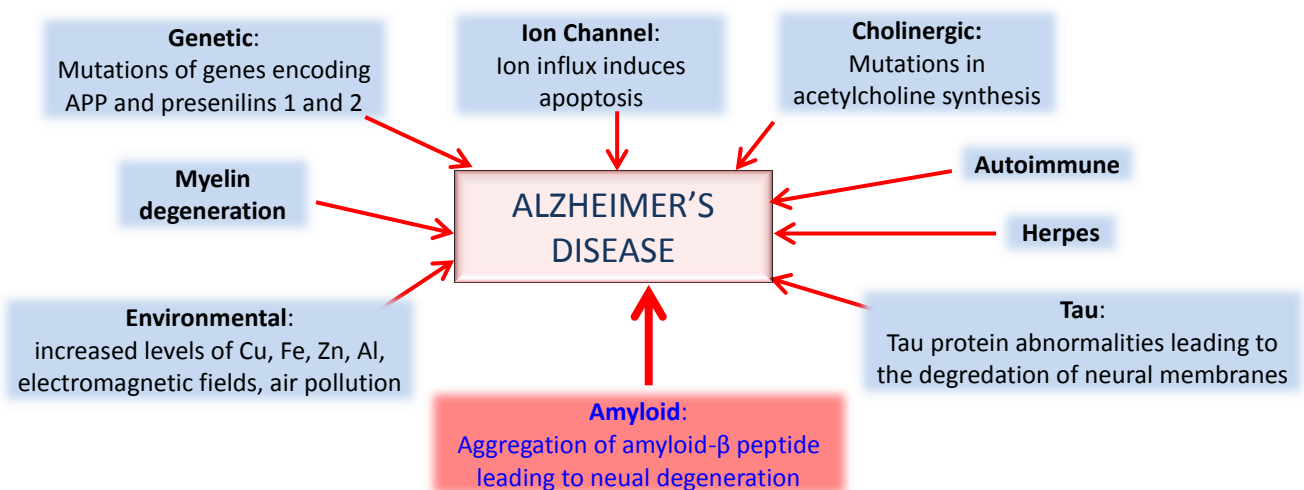 Genetic:
Mutations of genes encoding
APP and presenilins 1 and 2
Ion Channel:
Ion influx induces
apoptosis
Cholinergic:
Mutations in
acetylcholine synthesis
Myelin
degeneration
ALZHEIMER'S
DISEASE
Autoimmune
Herpes
Environmental:
increased levels of Cu, Fe, Zn, Al,
electromagnetic fields, air pollution
Tau:
Tau protein abnormalities leading to
the degredation of neural membranes
Amyloid:
Aggregation of amyloid-β peptide
leading to neual degeneration